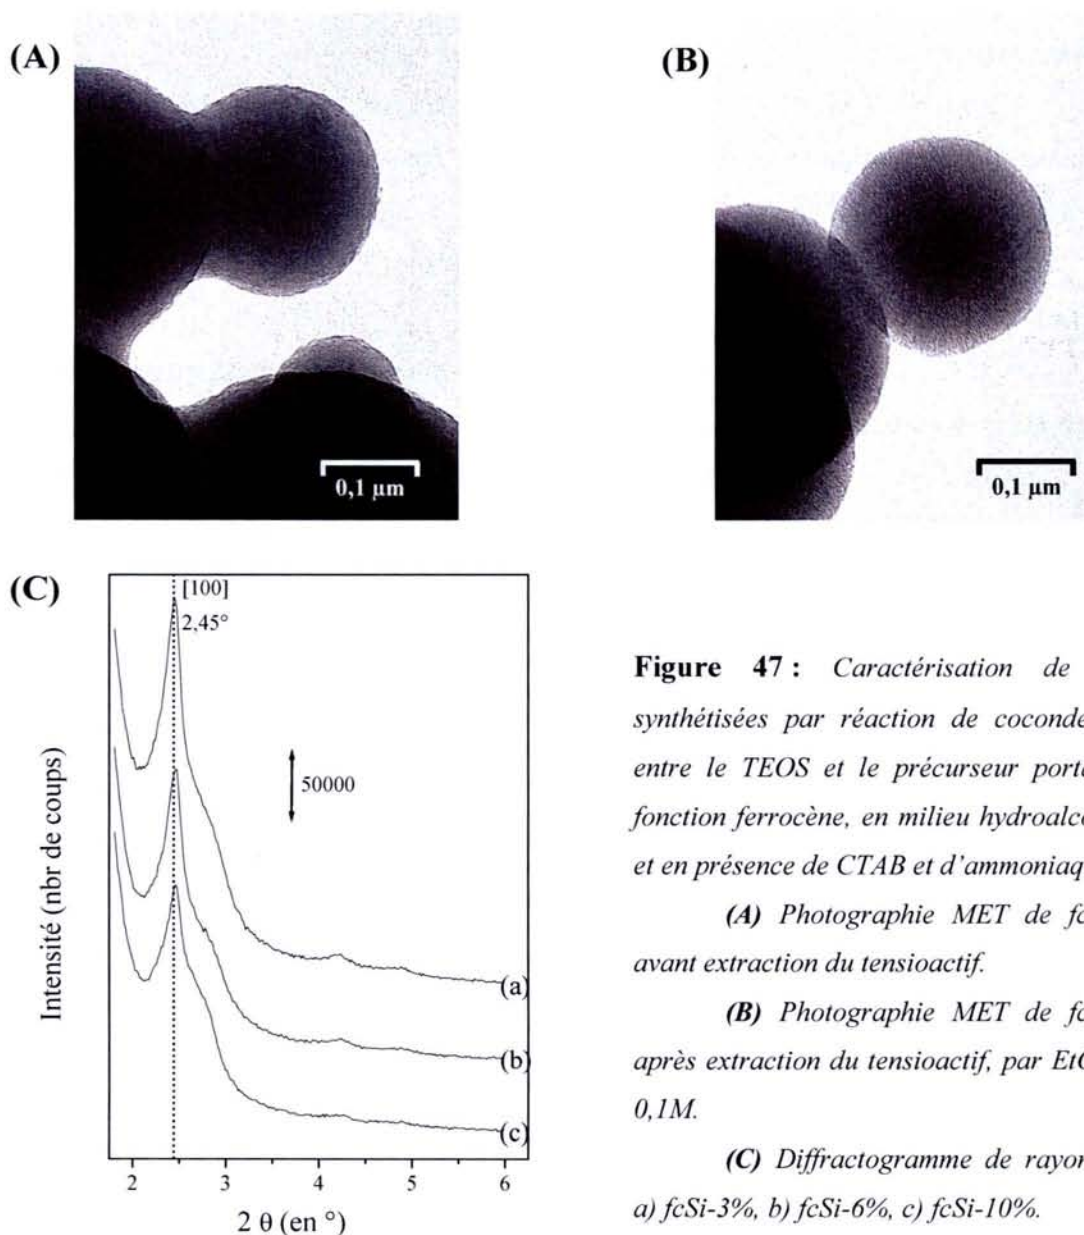 (A)
(B)
0,1 µm
0,1 µm
(C)
[100]
2,45°
50000
(a)
(b)
(c)
Intensité (nbr de coups)
2 3 4 5 6
2 θ (en °)
Figure 47 : Caractérisation de
synthétisées par réaction de coconde
entre le TEOS et le précurseur port
fonction ferrocène, en milieu hydroalc
et en présence de CTAB et d'ammoniaq
(A) Photographie MET de fc
avant extraction du tensioactif.
(B) Photographie MET de fc
après extraction du tensioactif, par Et
0,1M.
(C) Diffractogramme de rayon
a) fcSi-3%, b) fcSi-6%, c) fcSi-10%.